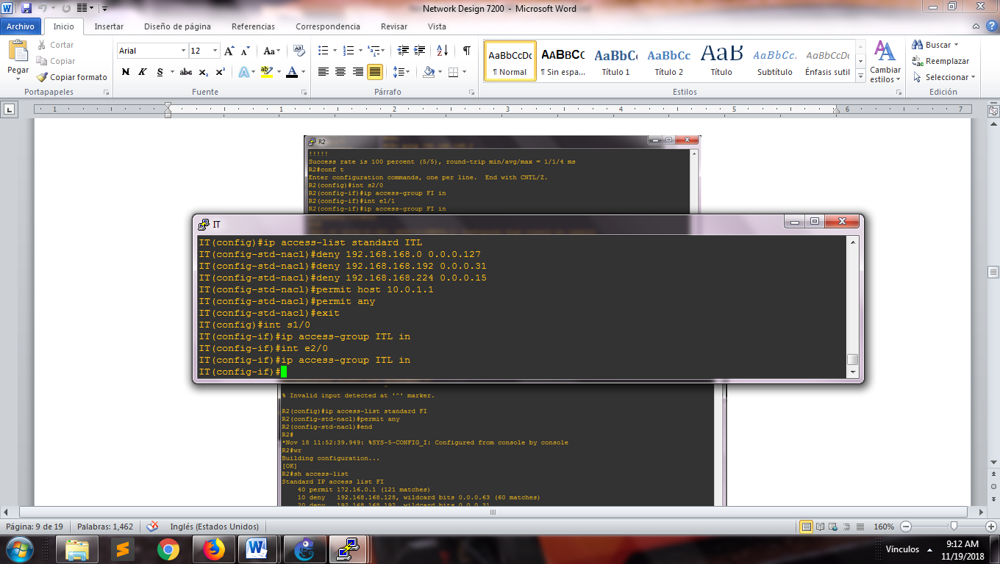 Network Design 7200 - Microsoft Word
Archivo Inicio Insertar Diseño de página Referencias Correspondencia Revisar Vista
Pegar
Cortar
Copiar
Copiar formato
Portapapeles
Arial 12
N K S abc x₂ x²
Fuente
Párrafo
AaBbCcDc AaBbCc AaBbCc AaBbCc AaB AaBbCc. AaBbCcDc
¶ Normal ¶ Sin espa... Título 1 Título 2 Título Subtítulo Énfasis sutil
Estilos
Cambiar estilos
Buscar
Reemplazar
Seleccionar
Edición
1 1 2 3 4 5 6 7
R2
!!!!!
Success rate is 100 percent (5/5), round-trip min/avg/max = 1/1/4 ms
R2#conf t
Enter configuration commands, one per line. End with CNTL/Z.
R2(config)#int s2/0
R2(config-if)#ip access-group FI in
R2(config-if)#int e1/1
R2(config-if)#ip access-group FI in
IT
IT(config)#ip access-list standard ITL
IT(config-std-nacl)#deny 192.168.168.0 0.0.0.127
IT(config-std-nacl)#deny 192.168.168.192 0.0.0.31
IT(config-std-nacl)#deny 192.168.168.224 0.0.0.15
IT(config-std-nacl)#permit host 10.0.1.1
IT(config-std-nacl)#permit any
IT(config-std-nacl)#exit
IT(config)#int s1/0
IT(config-if)#ip access-group ITL in
IT(config-if)#int e2/0
IT(config-if)#ip access-group ITL in
IT(config-if)#
^
% Invalid input detected at '^' marker.
R2(config)#ip access-list standard FI
R2(config-std-nacl)#permit any
R2(config-std-nacl)#end
R2#
*Nov 18 11:52:39.949: %SYS-5-CONFIG_I: Configured from console by console
R2#wr
Building configuration...
[OK]
R2#sh access-list
Standard IP access list FI
40 permit 172.16.0.1 (121 matches)
10 deny 192.168.168.128, wildcard bits 0.0.0.63 (60 matches)
20 deny 192.168.168.192, wildcard bits 0.0.0.31
Página: 9 de 19 Palabras: 1,462 Inglés (Estados Unidos) 160%
Vínculos
9:12 AM
11/19/2018